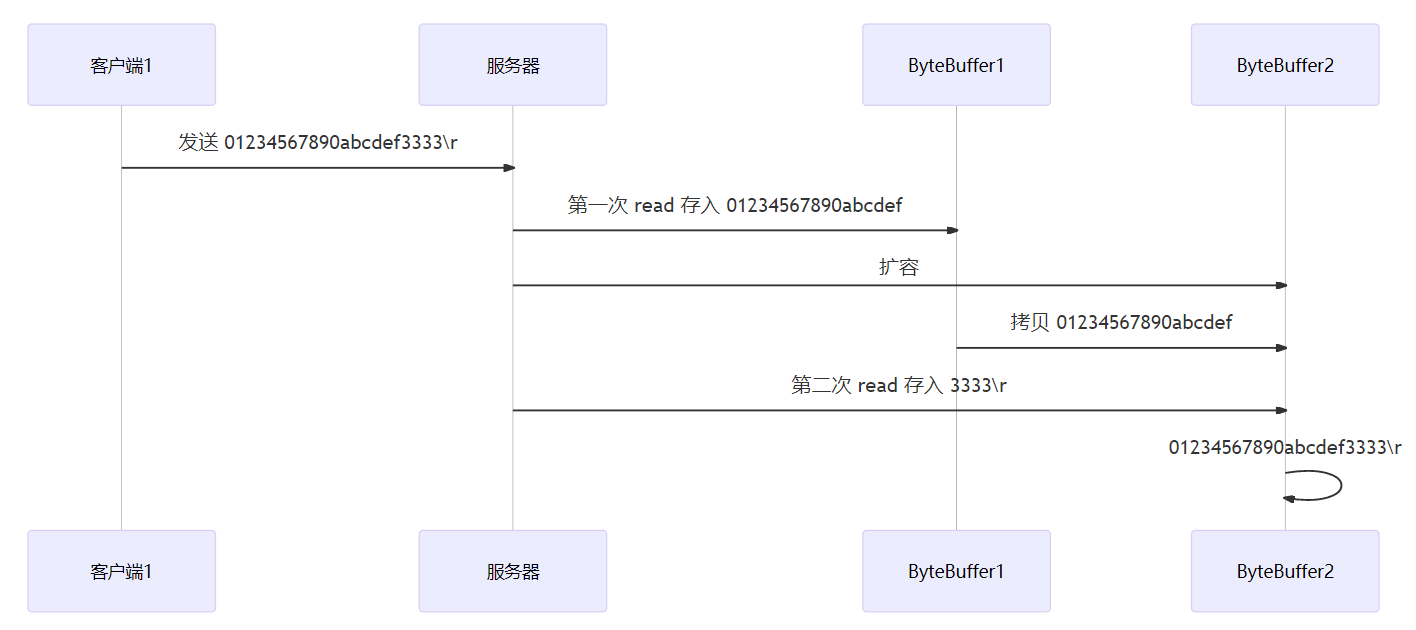 客户端1
服务器
ByteBuffer1
ByteBuffer2
发送 01234567890abcdef3333\r
第一次 read 存入 01234567890abcdef
扩容
拷贝 01234567890abcdef
第二次 read 存入 3333\r
01234567890abcdef3333\r
客户端1
服务器
ByteBuffer1
ByteBuffer2